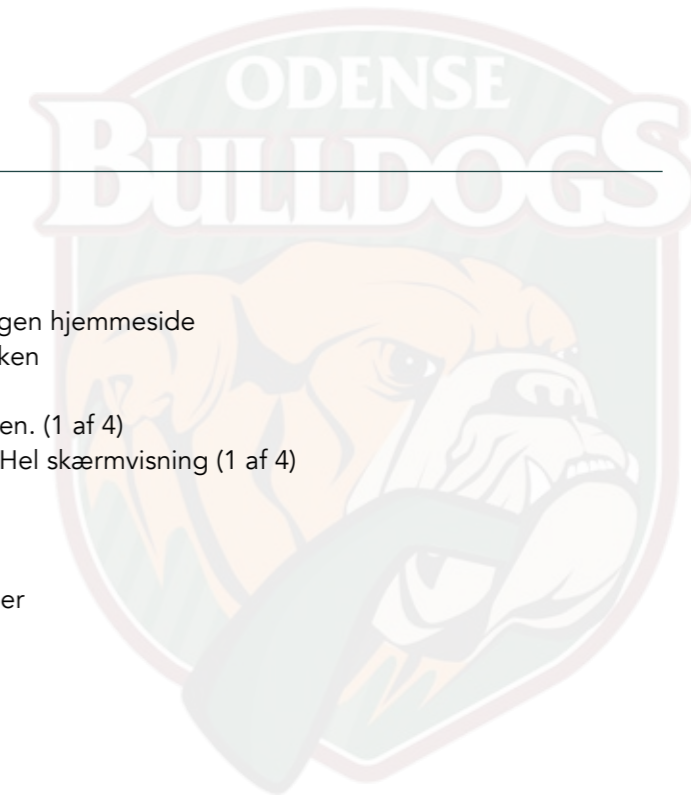 ODENSE
BULLDOGS
gen hjemmeside
ken
en. (1 af 4)
Hel skærmvisning (1 af 4)
er